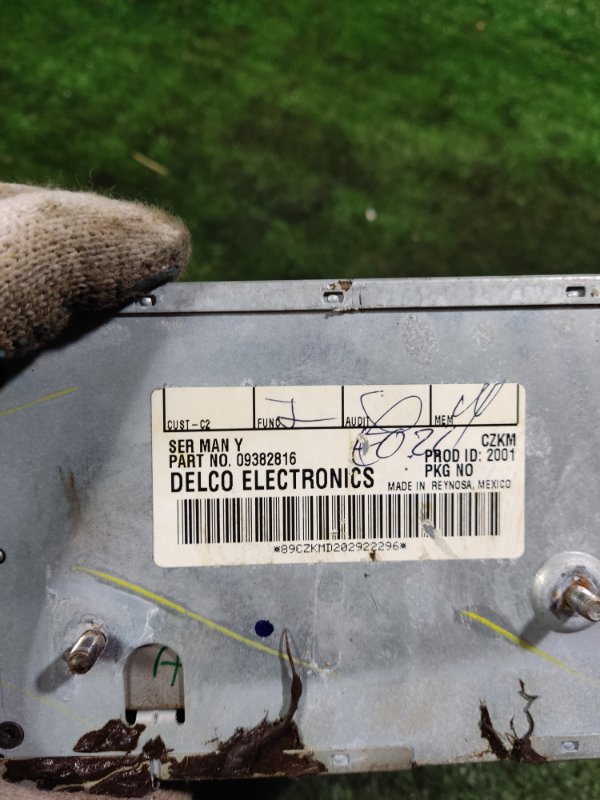 CUST-C2 FUNC AUDIT MEM
SER MAN Y CZKM
PART NO. 09382816 PROD ID: 2001
DELCO ELECTRONICS PKG NO
MADE IN REYNOSA, MEXICO
*89CZKMD202922296*
A